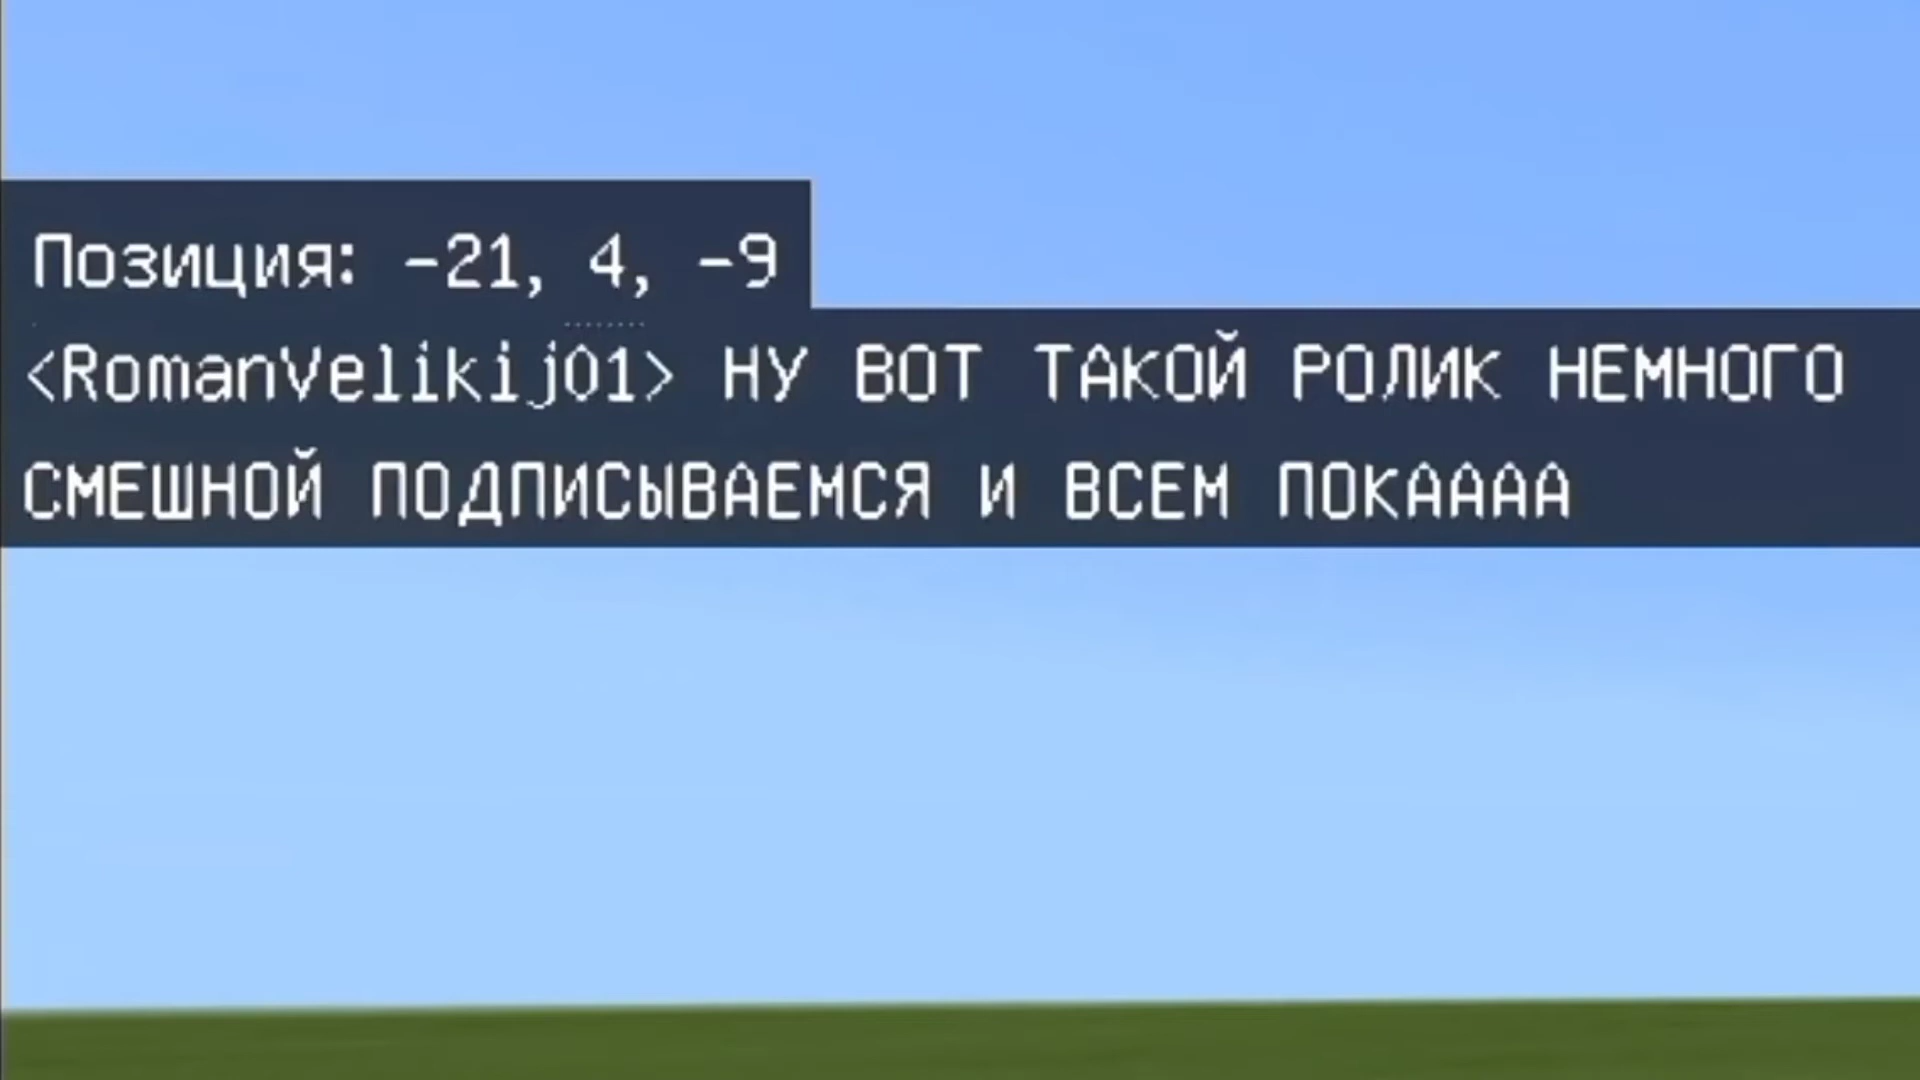 Позиция: -21, 4, -9
<RomanVelikij01> НУ ВОТ ТАКОЙ РОЛИК НЕМНОГО
СМЕШНОЙ ПОДПИСЫВАЕМСЯ И ВСЕМ ПОКАААА